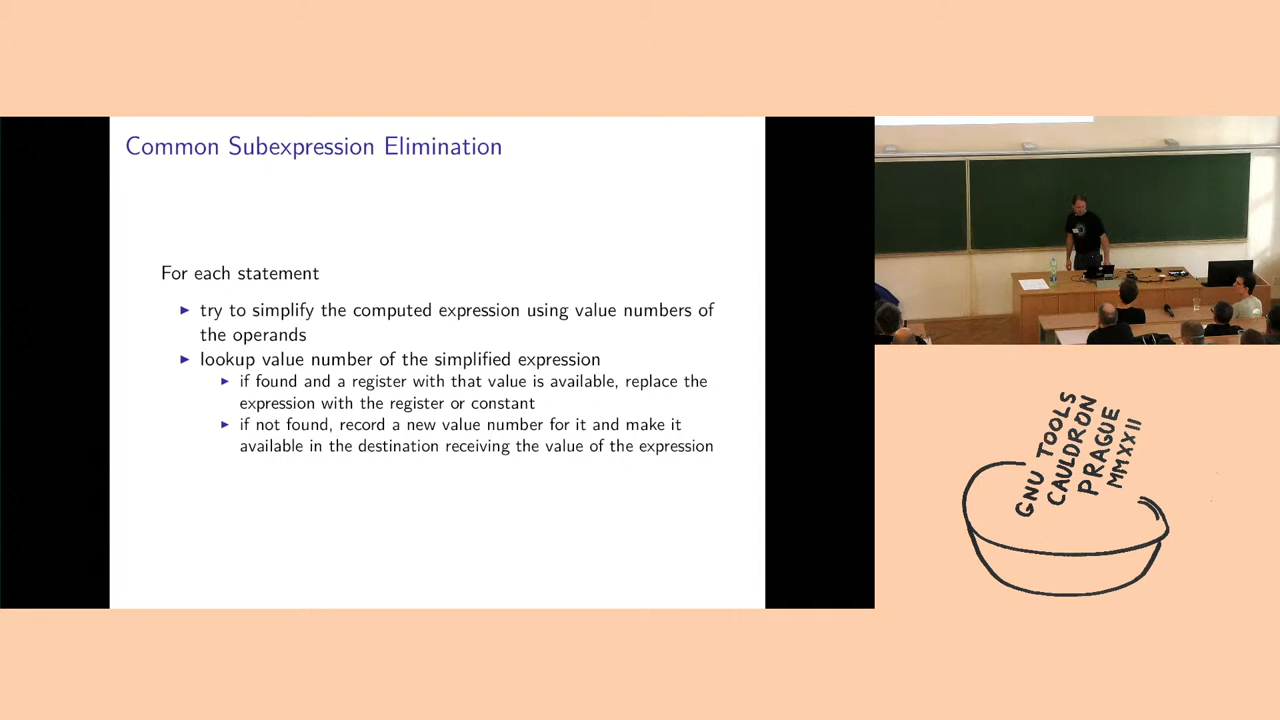 Common Subexpression Elimination
For each statement
▶ try to simplify the computed expression using value numbers of
the operands
▶ lookup value number of the simplified expression
▶ if found and a register with that value is available, replace the
expression with the register or constant
▶ if not found, record a new value number for it and make it
available in the destination receiving the value of the expression
GNU TOOLS
CAULDRON
PRAGUE
MMXXII